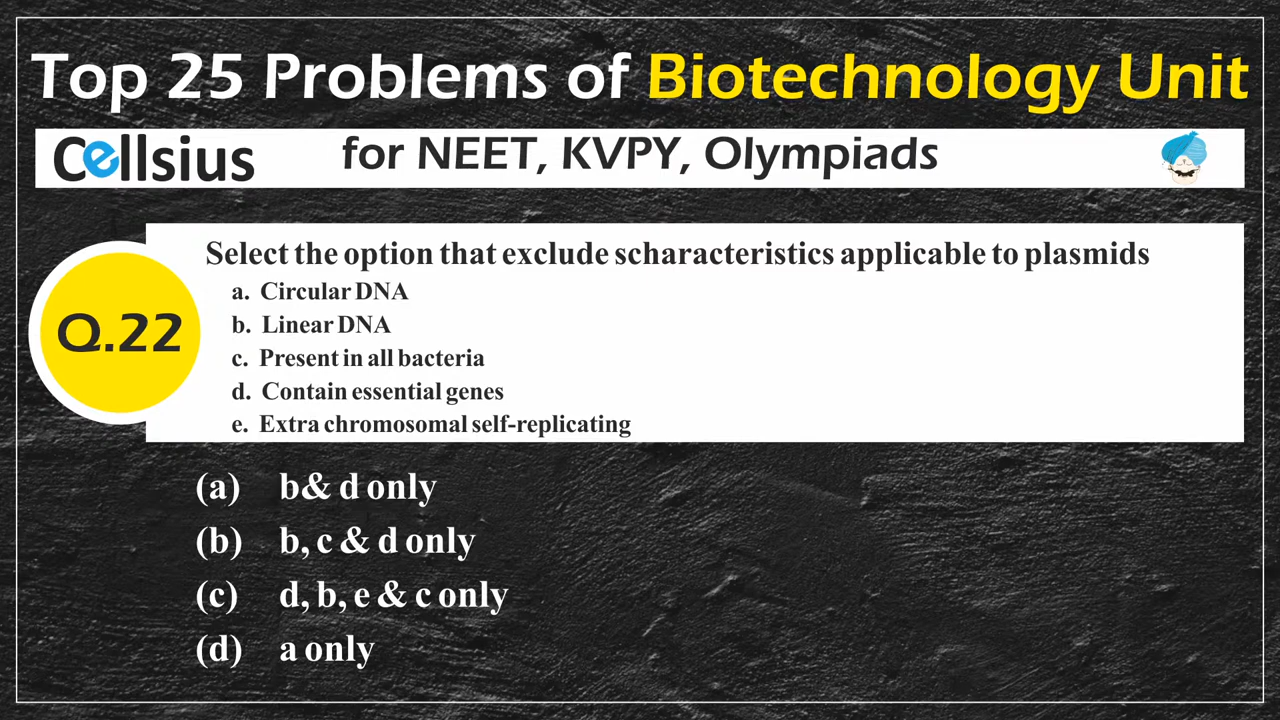 Top 25 Problems of Biotechnology Unit
Cellsius
for NEET, KVPY, Olympiads
Q.22
Select the option that exclude scharacteristics applicable to plasmids
a. Circular DNA
b. Linear DNA
c. Present in all bacteria
d. Contain essential genes
e. Extra chromosomal self-replicating
(a) b& d only
(b) b, c & d only
(c) d, b, e & c only
(d) a only